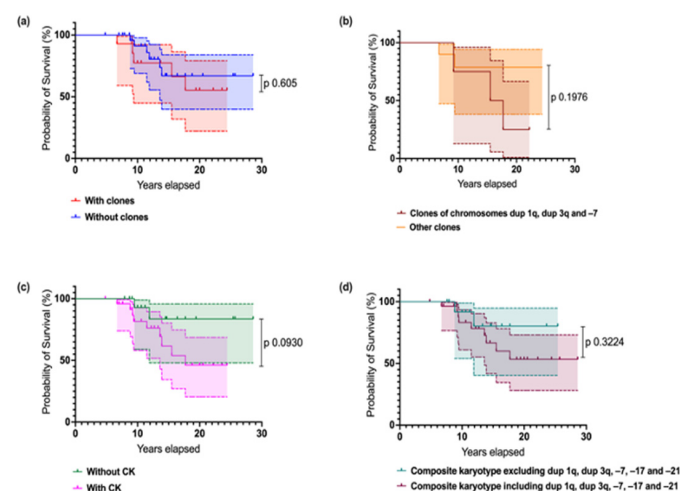 (a)
Probability of Survival (%)
100
50
0
0 10 20 30
Years elapsed
p 0.605
With clones
Without clones
(b)
Probability of Survival (%)
100
50
0
0 10 20 30
Years elapsed
p 0.1976
Clones of chromosomes dup 1q, dup 3q and –7
Other clones
(c)
Probability of Survival (%)
100
50
0
0 10 20 30
Years elapsed
p 0.0930
Without CK
With CK
(d)
Probability of Survival (%)
100
50
0
0 10 20 30
Years elapsed
p 0.3224
Composite karyotype excluding dup 1q, dup 3q, –7, –17 and –21
Composite karyotype including dup 1q, dup 3q, –7, –17 and –21